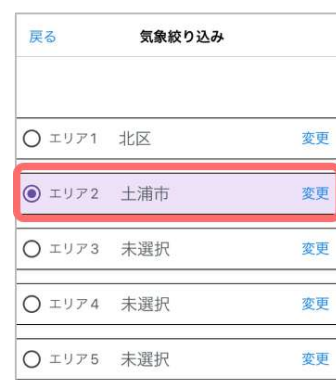 戻る 気象絞り込み
エリア1 北区 変更
エリア2 土浦市 変更
エリア3 未選択 変更
エリア4 未選択 変更
エリア5 未選択 変更